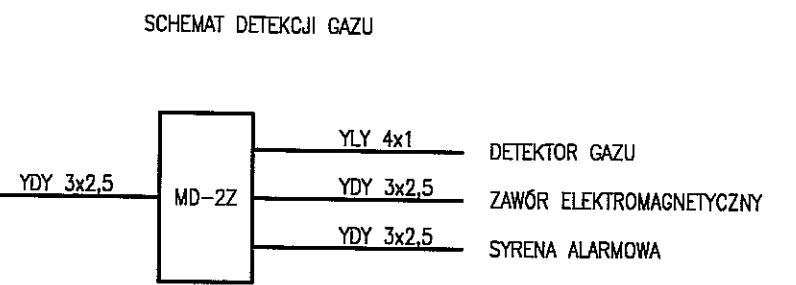 SCHEMAT DETEKCJI GAZU
YLY 4x1
DETEKTOR GAZU
YDY 3x2,5
MD-2Z
YDY 3x2,5
ZAWÓR ELEKTROMAGNETYCZNY
YDY 3x2,5
SYRENA ALARMOWA